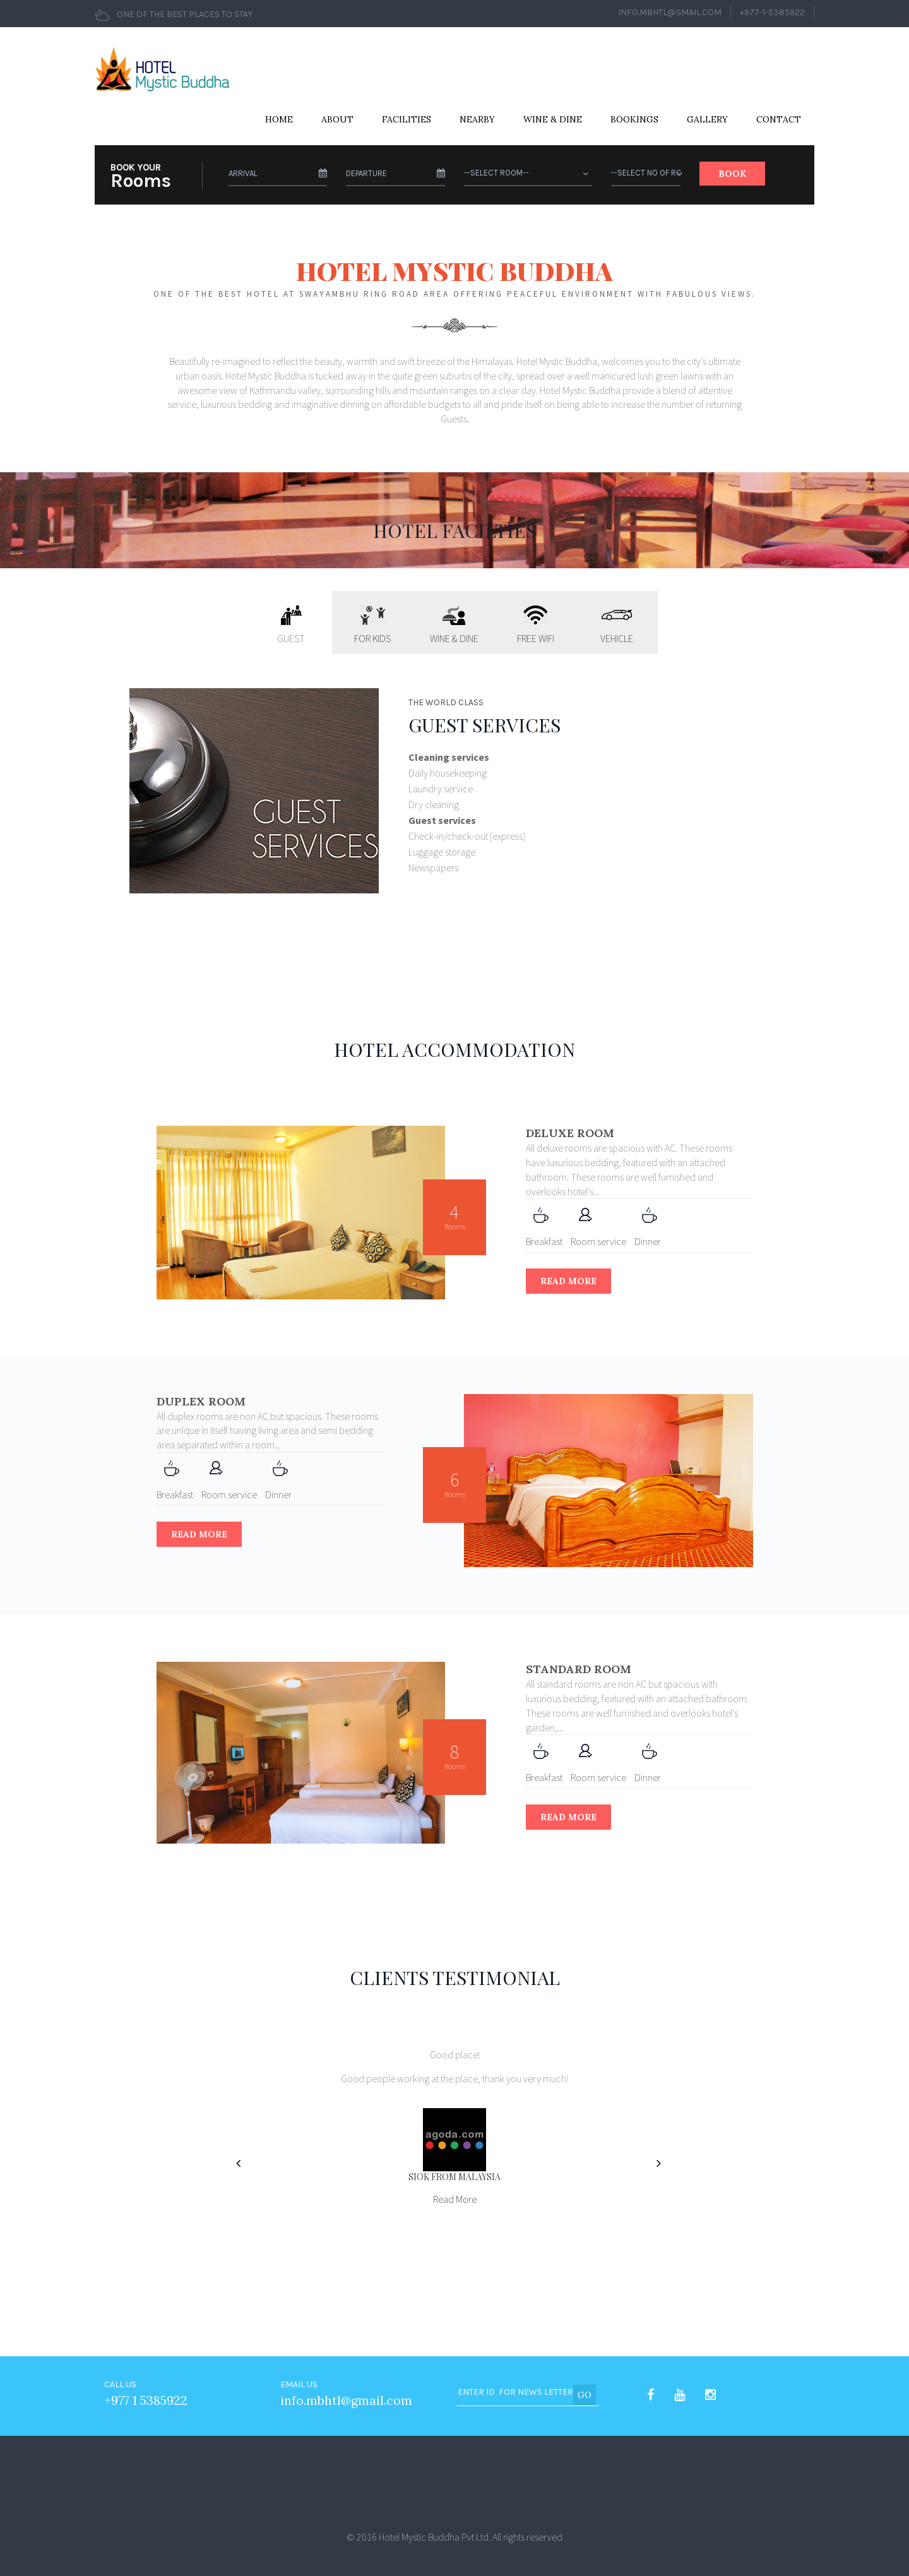 ONE OF THE BEST PLACES TO STAY
INFO.MBHTL@GMAIL.COM
+977-1-5385922
HOTEL
Mystic Buddha
HOME ABOUT FACILITIES NEARBY WINE & DINE BOOKINGS GALLERY CONTACT
BOOK YOUR
Rooms
ARRIVAL
DEPARTURE
--SELECT ROOM--
--SELECT NO OF
BOOK
HOTEL MYSTIC BUDDHA
ONE OF THE BEST HOTEL AT SWAYAMBHU RING ROAD AREA OFFERING PEACEFUL ENVIRONMENT WITH FABULOUS VIEWS.
Beautifully re-imagined to reflect the beauty, warmth and swift breeze of the Himalayas. Hotel Mystic Buddha, welcomes you to the city's ultimate
urban oasis. Hotel Mystic Buddha is tucked away in the quite green suburbs of the city, spread over a well manicured lush green lawns with an
awesome view of Kathmandu valley, surrounding hills and mountain ranges on a clear day. Hotel Mystic Buddha provide a blend of attentive
service, luxurious bedding and imaginative dinning on affordable budgets to all and pride itself on being able to increase the number of returning
Guests.
HOTEL FACILTIES
GUEST
FOR KIDS
WINE & DINE
FREE WIFI
VEHICLE
GUEST
SERVICES
THE WORLD CLASS
GUEST SERVICES
Cleaning services
Daily housekeeping
Laundry service
Dry cleaning
Guest services
Check-in/check-out [express]
Luggage storage
Newspapers
HOTEL ACCOMMODATION
4
Rooms
DELUXE ROOM
All deluxe rooms are spacious with AC. These rooms
have luxurious bedding, featured with an attached
bathroom. These rooms are well furnished and
overlooks hotel's...
Breakfast Room service Dinner
READ MORE
DUPLEX ROOM
All duplex rooms are non AC but spacious. These rooms
are unique in itself having living area and semi bedding
area separated within a room...
Breakfast Room service Dinner
READ MORE
6
Rooms
8
Rooms
STANDARD ROOM
All standard rooms are non AC but spacious with
luxurious bedding, featured with an attached bathroom.
These rooms are well furnished and overlooks hotel's
garden,...
Breakfast Room service Dinner
READ MORE
CLIENTS TESTIMONIAL
Good place!
Good people working at the place, thank you very much!
agoda.com
SIOK FROM MALAYSIA
Read More
CALL US
+977 1 5385922
EMAIL US
info.mbhtl@gmail.com
ENTER ID FOR NEWS LETTER
GO
© 2016 Hotel Mystic Buddha Pvt Ltd. All rights reserved